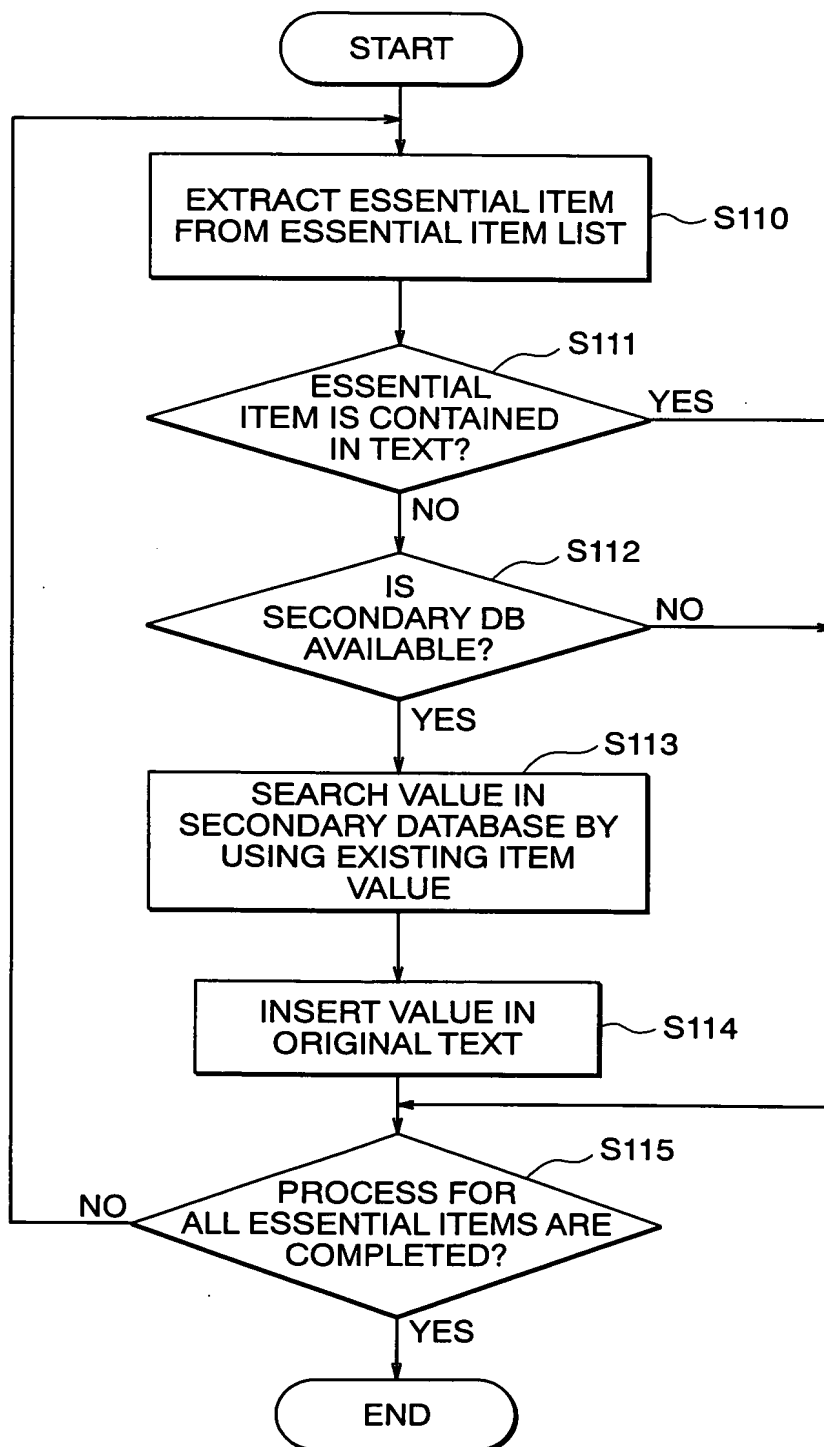 START
EXTRACT ESSENTIAL ITEM
FROM ESSENTIAL ITEM LIST
S110
S111
ESSENTIAL
ITEM IS CONTAINED
IN TEXT?
YES
NO
S112
IS
SECONDARY DB
AVAILABLE?
NO
YES
S113
SEARCH VALUE IN
SECONDARY DATABASE BY
USING EXISTING ITEM
VALUE
INSERT VALUE IN
ORIGINAL TEXT
S114
S115
PROCESS FOR
ALL ESSENTIAL ITEMS ARE
COMPLETED?
NO
YES
END